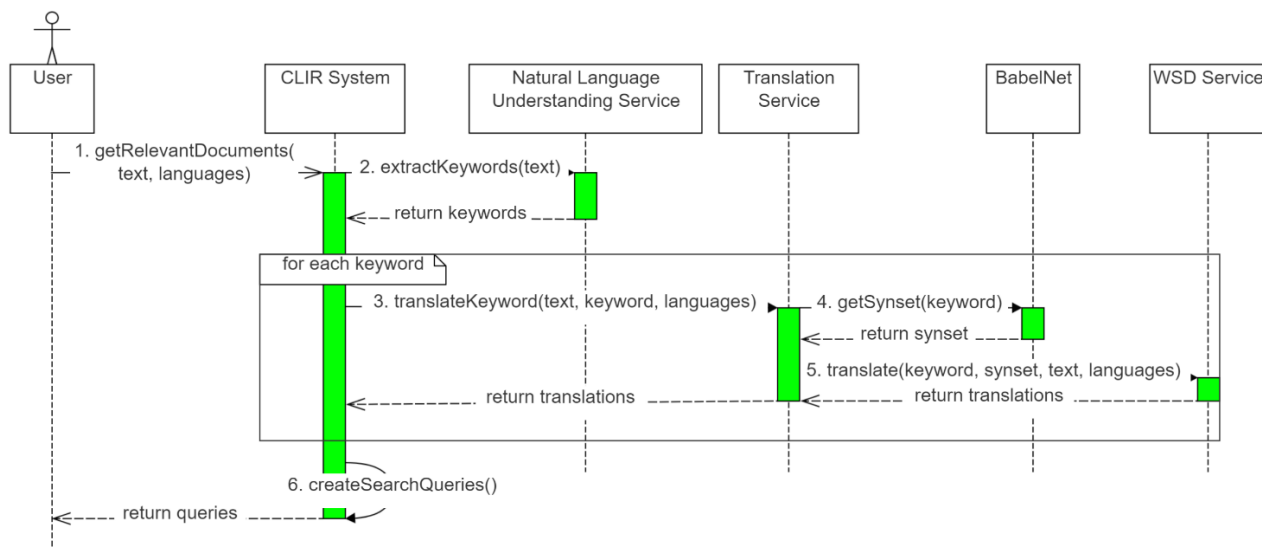 User
CLIR System
Natural Language
Understanding Service
Translation
Service
BabelNet
WSD Service
1. getRelevantDocuments(
text, languages)
2. extractKeywords(text)
return keywords
for each keyword
3. translateKeyword(text, keyword, languages)
4. getSynset(keyword)
return synset
5. translate(keyword, synset, text, languages)
return translations
return translations
6. createSearchQueries()
return queries